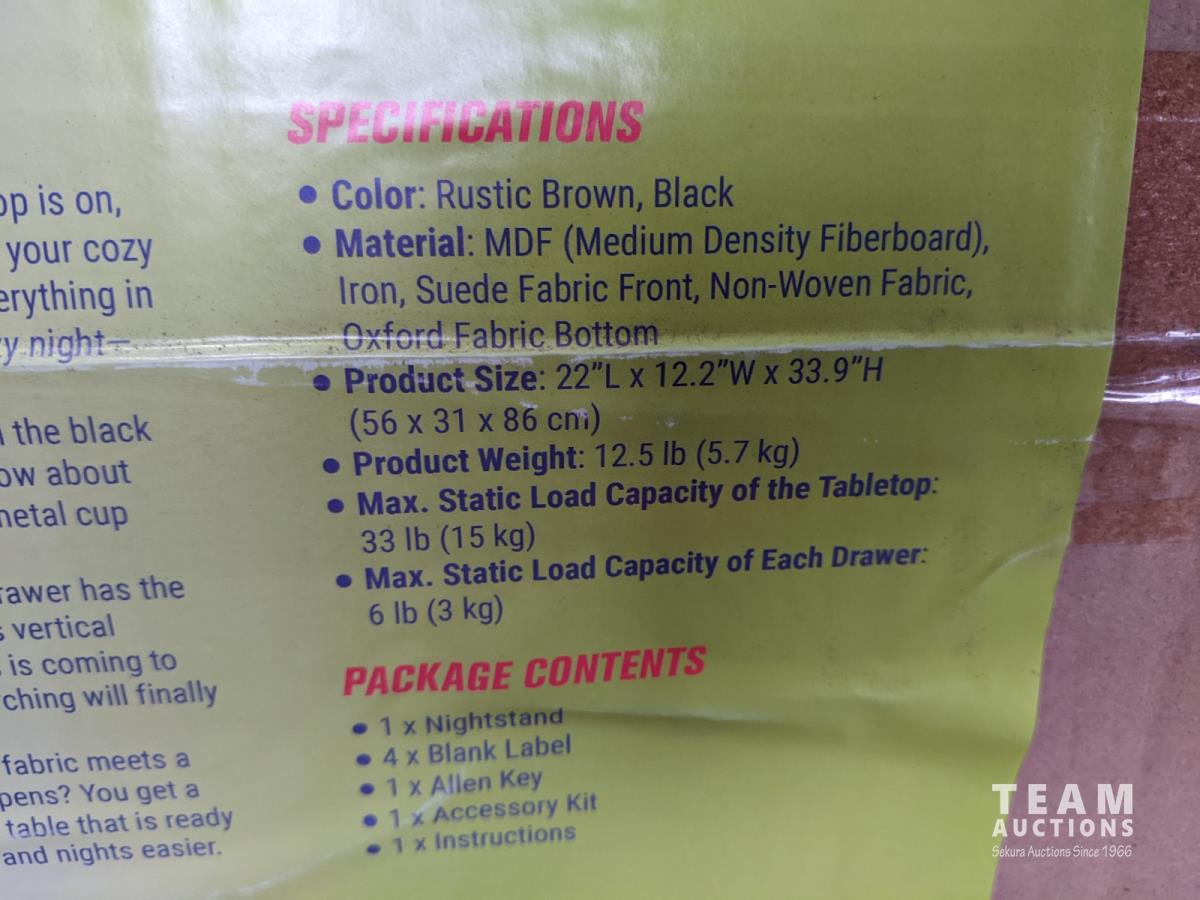 op is on,
your cozy
erything in
y night—
the black
ow about
metal cup
rawer has the
s vertical
is coming to
ching will finally
fabric meets a
pens? You get a
table that is ready
and nights easier.
SPECIFICATIONS
• Color: Rustic Brown, Black
• Material: MDF (Medium Density Fiberboard),
Iron, Suede Fabric Front, Non-Woven Fabric,
Oxford Fabric Bottom
• Product Size: 22”L x 12.2”W x 33.9”H
(56 x 31 x 86 cm)
• Product Weight: 12.5 lb (5.7 kg)
• Max. Static Load Capacity of the Tabletop:
33 lb (15 kg)
• Max. Static Load Capacity of Each Drawer:
6 lb (3 kg)
PACKAGE CONTENTS
• 1 x Nightstand
• 4 x Blank Label
• 1 x Allen Key
• 1 x Accessory Kit
• 1 x Instructions
TEAM
AUCTIONS
Sekura Auctions Since 1966